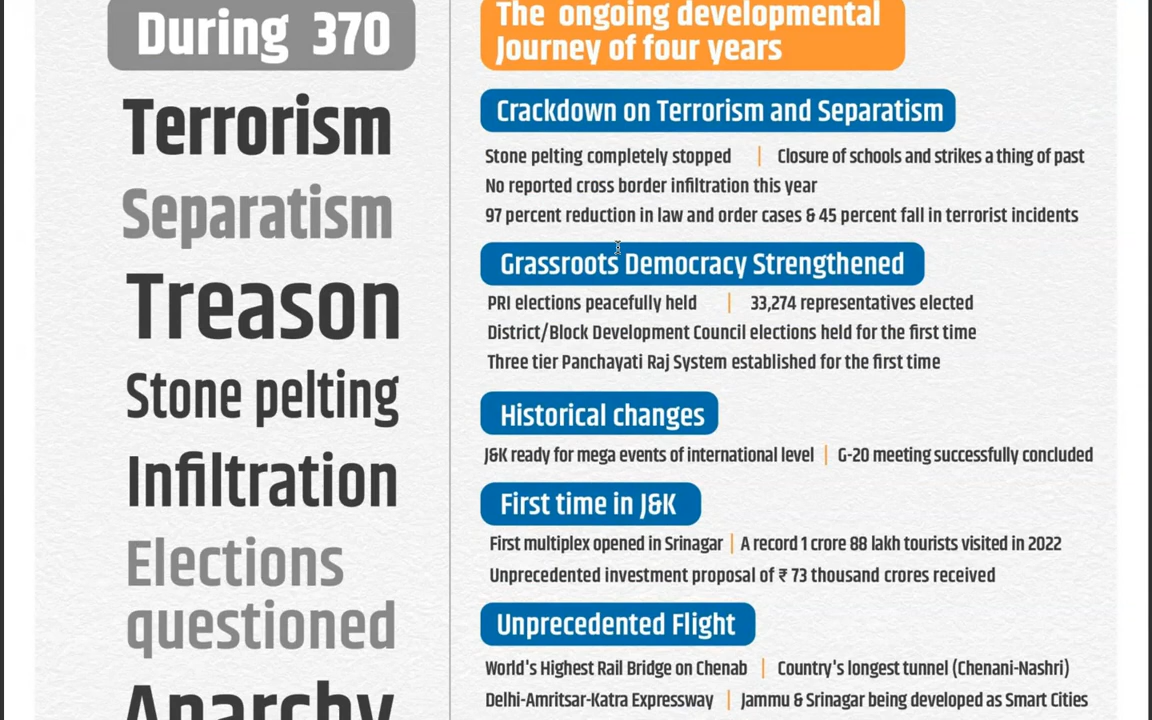 During 370
Terrorism
Separatism
Treason
Stone pelting
Infiltration
Elections
questioned
Anarchy
The ongoing developmental
Journey of four years
Crackdown on Terrorism and Separatism
Stone pelting completely stopped | Closure of schools and strikes a thing of past
No reported cross border infiltration this year
97 percent reduction in law and order cases & 45 percent fall in terrorist incidents
Grassroots Democracy Strengthened
PRI elections peacefully held | 33,274 representatives elected
District/Block Development Council elections held for the first time
Three tier Panchayati Raj System established for the first time
Historical changes
J&K ready for mega events of international level | G-20 meeting successfully concluded
First time in J&K
First multiplex opened in Srinagar | A record 1 crore 88 lakh tourists visited in 2022
Unprecedented investment proposal of ₹ 73 thousand crores received
Unprecedented Flight
World's Highest Rail Bridge on Chenab | Country's longest tunnel (Chenani-Nashri)
Delhi-Amritsar-Katra Expressway | Jammu & Srinagar being developed as Smart Cities